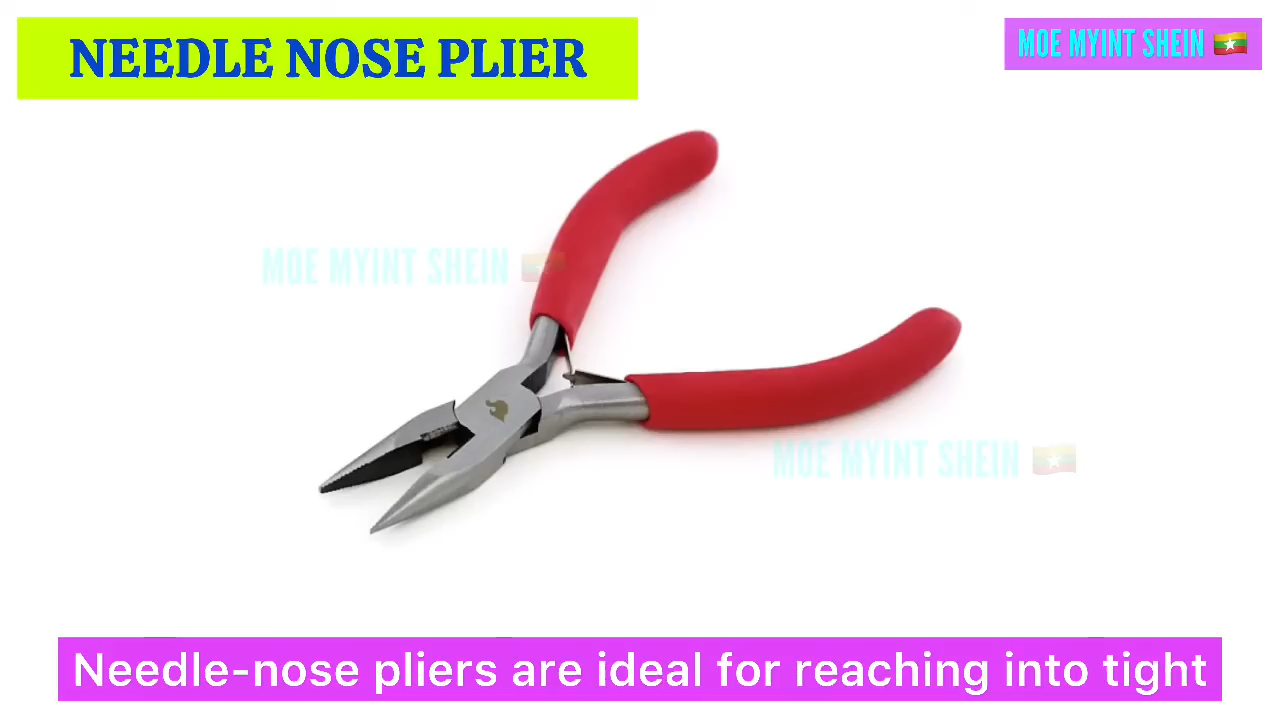 NEEDLE NOSE PLIER
MOE MYINT SHEIN 🇲🇲
MOE MYINT SHEIN 🇲🇲
MOE MYINT SHEIN 🇲🇲
Needle-nose pliers are ideal for reaching into tight